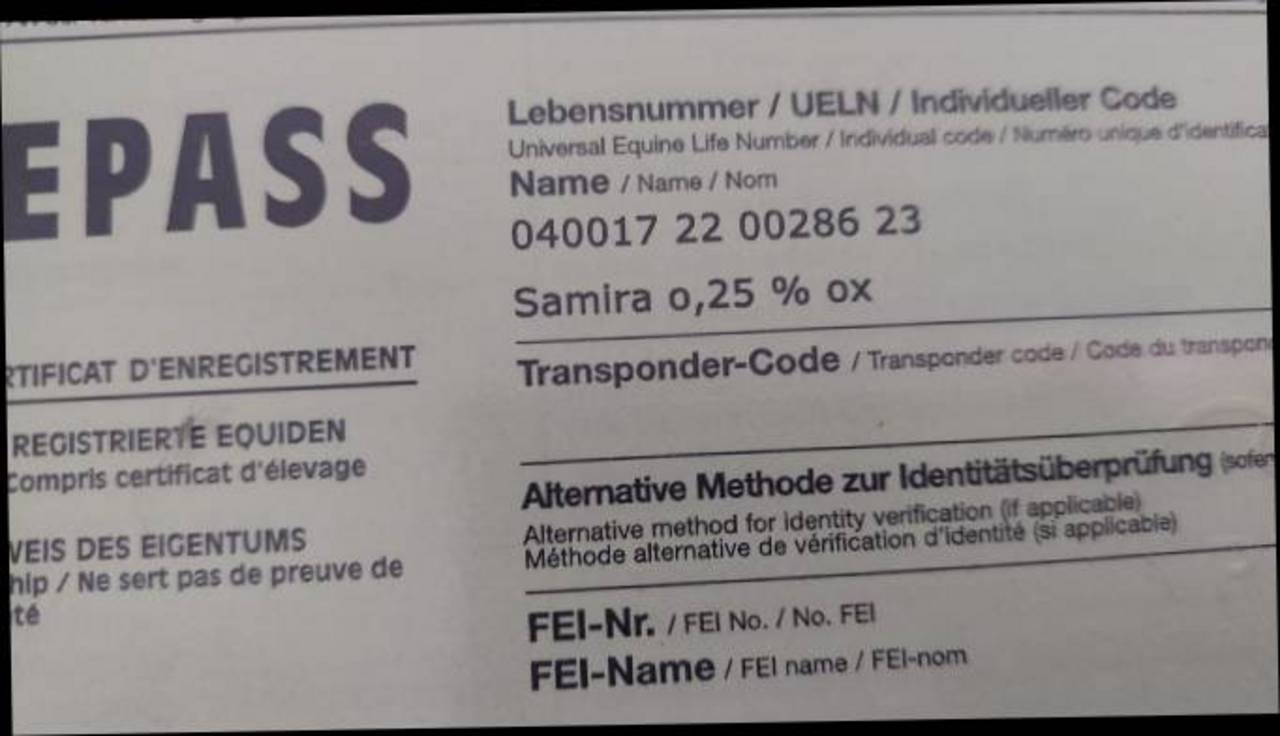 EPASS
RTIFICAT D'ENREGISTREMENT
REGISTRIERTE EQUIDEN
compris certificat d'élevage
WEIS DES EIGENTUMS
hip / Ne sert pas de preuve de
té
Lebensnummer / UELN / Individueller Code
Universal Equine Life Number / Individual code / Numéro unique d'identifica
Name / Name / Nom
040017 22 00286 23
Samira o,25 % ox
Transponder-Code / Transponder code / Code du transpon
Alternative Methode zur Identitätsüberprüfung (sofer
Alternative method for identity verification (if applicable)
Méthode alternative de vérification d'identité (si applicable)
FEI-Nr. / FEI No. / No. FEI
FEI-Name / FEI name / FEI-nom